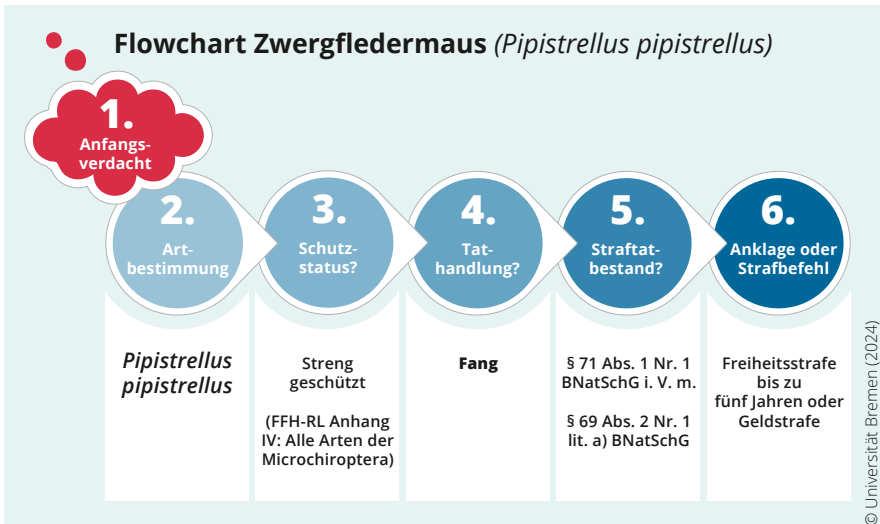 Flowchart Zwergfledermaus (Pipistrellus pipistrellus)
1.
Anfangs-
verdacht
2.
Art-
bestimmung
3.
Schutz-
status?
4.
Tat-
handlung?
5.
Straftat-
bestand?
6.
Anklage oder
Strafbefehl
Pipistrellus
pipistrellus
Streng
geschützt
(FFH-RL Anhang
IV: Alle Arten der
Microchiroptera)
Fang
§ 71 Abs. 1 Nr. 1
BNatSchG i. V. m.
§ 69 Abs. 2 Nr. 1
lit. a) BNatSchG
Freiheitsstrafe
bis zu
fünf Jahren oder
Geldstrafe
© Universität Bremen (2024)